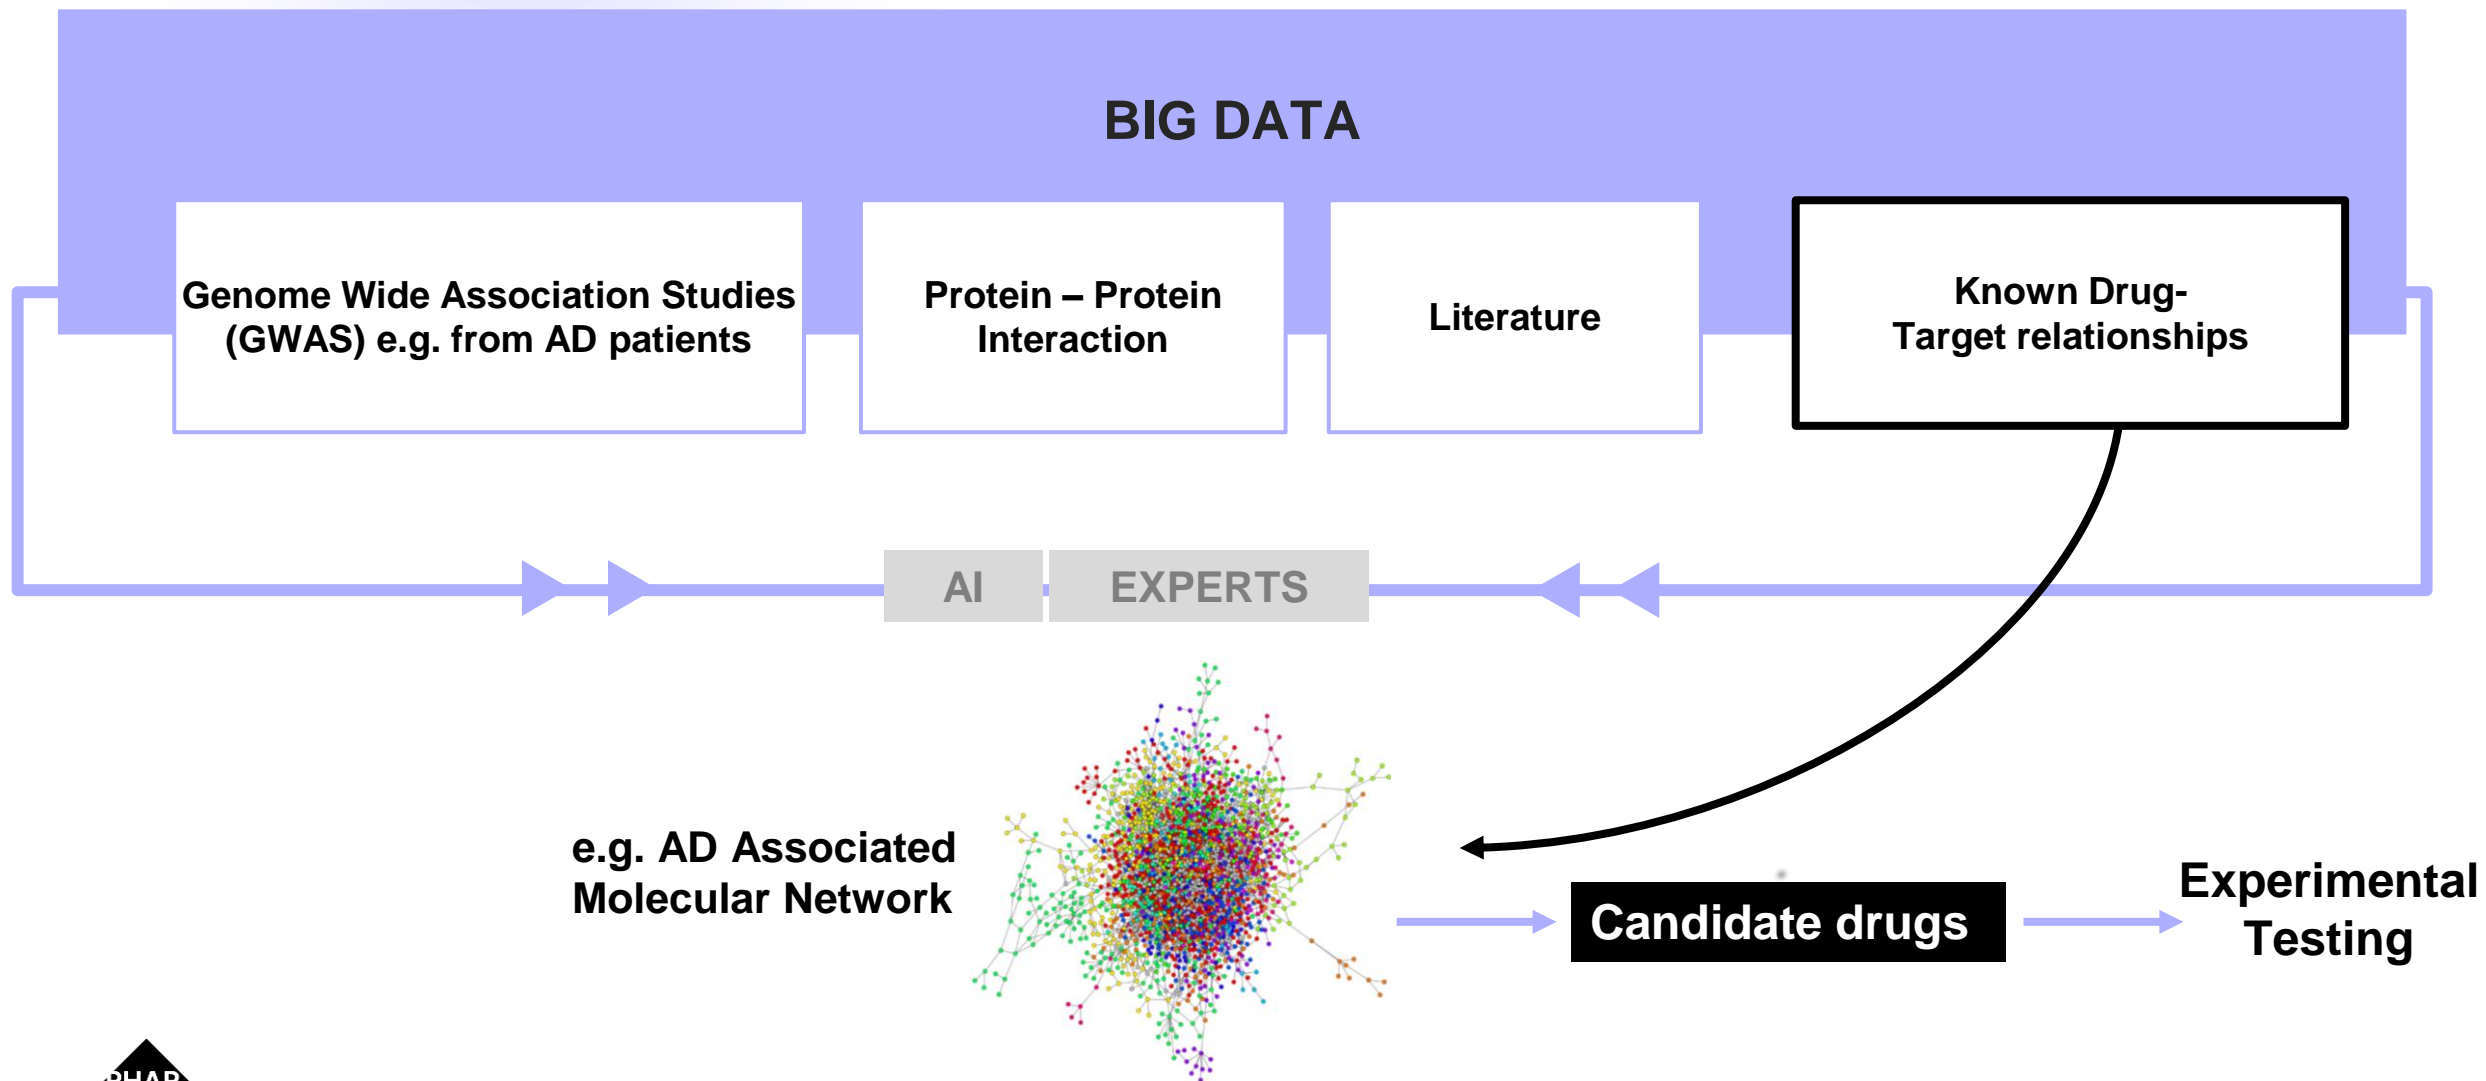 BIG DATA
Genome Wide Association Studies
(GWAS) e.g. from AD patients
Protein – Protein
Interaction
Literature
Known Drug-
Target relationships
AI
EXPERTS
e.g. AD Associated
Molecular Network
Candidate drugs
Experimental
Testing